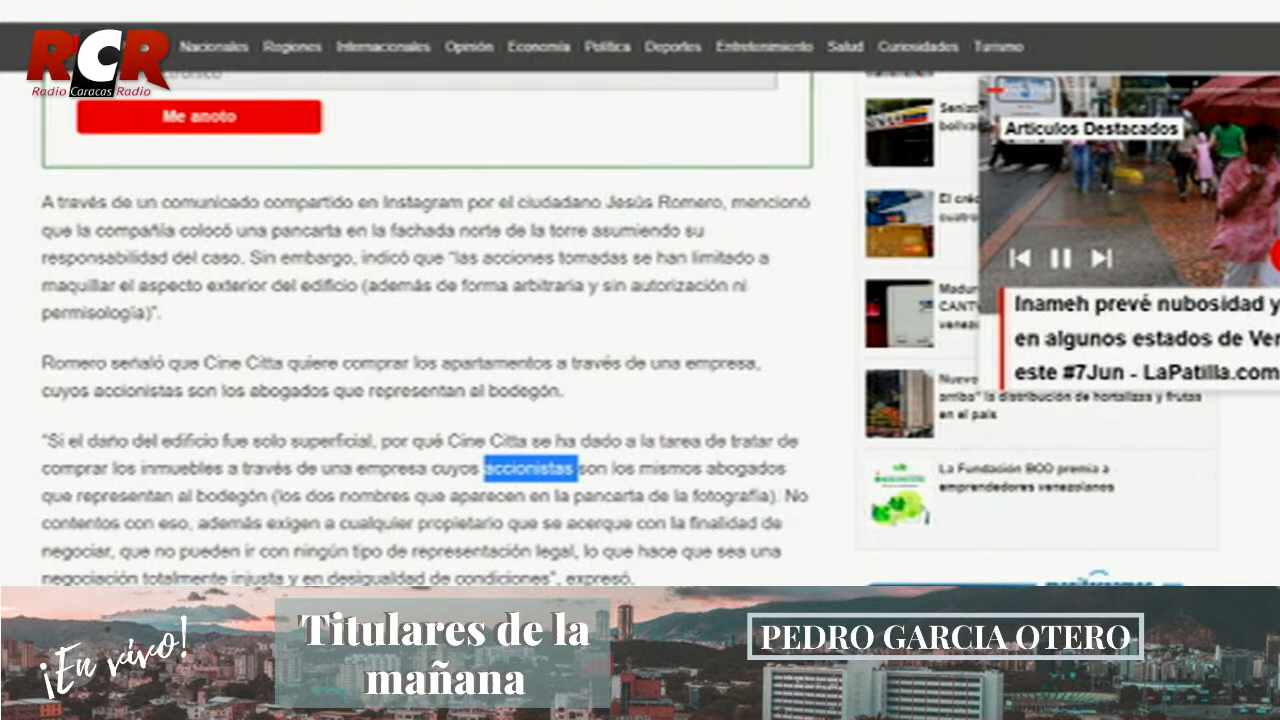 RCR
Radio Caracas Radio
Nacionales Regiones Internacionales Opinión Economía Política Deportes Entretenimiento Salud Curiosidades Turismo
Me anoto
A través de un comunicado compartido en Instagram por el ciudadano Jesús Romero, mencionó
que la compañía colocó una pancarta en la fachada norte de la torre asumiendo su
responsabilidad del caso. Sin embargo, indicó que "las acciones tomadas se han limitado a
maquillar el aspecto exterior del edificio (además de forma arbitraria y sin autorización ni
permisología)".
Romero señaló que Cine Citta quiere comprar los apartamentos a través de una empresa,
cuyos accionistas son los abogados que representan al bodegón.
"Si el daño del edificio fue solo superficial, por qué Cine Citta se ha dado a la tarea de tratar de
comprar los inmuebles a través de una empresa cuyos accionistas son los mismos abogados
que representan al bodegón (los dos nombres que aparecen en la pancarta de la fotografía). No
contentos con eso, además exigen a cualquier propietario que se acerque con la finalidad de
negociar, que no pueden ir con ningún tipo de representación legal, lo que hace que sea una
negociación totalmente injusta y en desigualdad de condiciones", expresó.
Artículos Destacados
Inameh prevé nubosidad y
en algunos estados de Ver
este #7Jun - LaPatilla.com
El créc
cuatro
Madur
CANTV
venezo
Nuevo
arriba" la distribución de hortalizas y frutas
en el país
La Fundación BOD premia a
emprendedores venezolanos
¡En vivo!
Titulares de la
mañana
PEDRO GARCIA OTERO